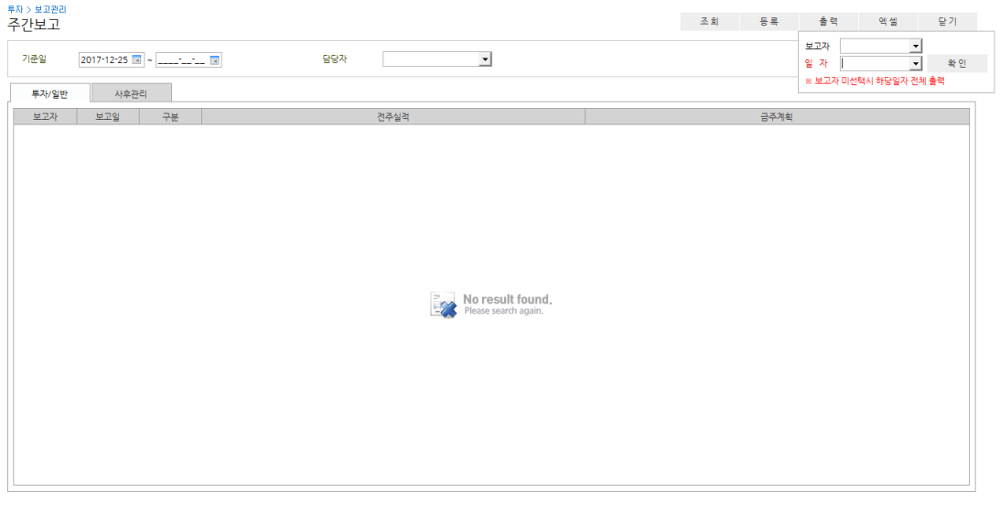 투자 > 보고관리
주간보고
조회 등록 출력 엑셀 닫기
보고자
일 자 확인
※ 보고자 미선택시 해당일자 전체 출력
기준일 2017-12-25 ~ ____-__-__ 담당자
투자/일반 사후관리
보고자 보고일 구분 전주실적 금주계획
No result found.
Please search again.